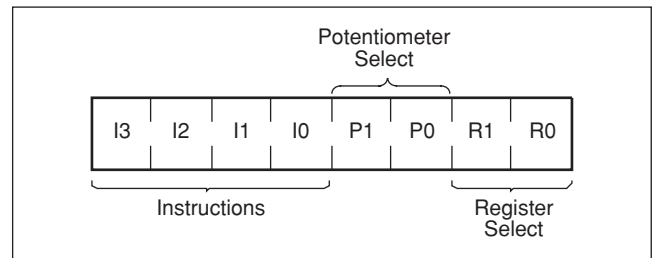 Potentiometer
Select
I3 I2 I1 I0 P1 P0 R1 R0
Instructions
Register
Select